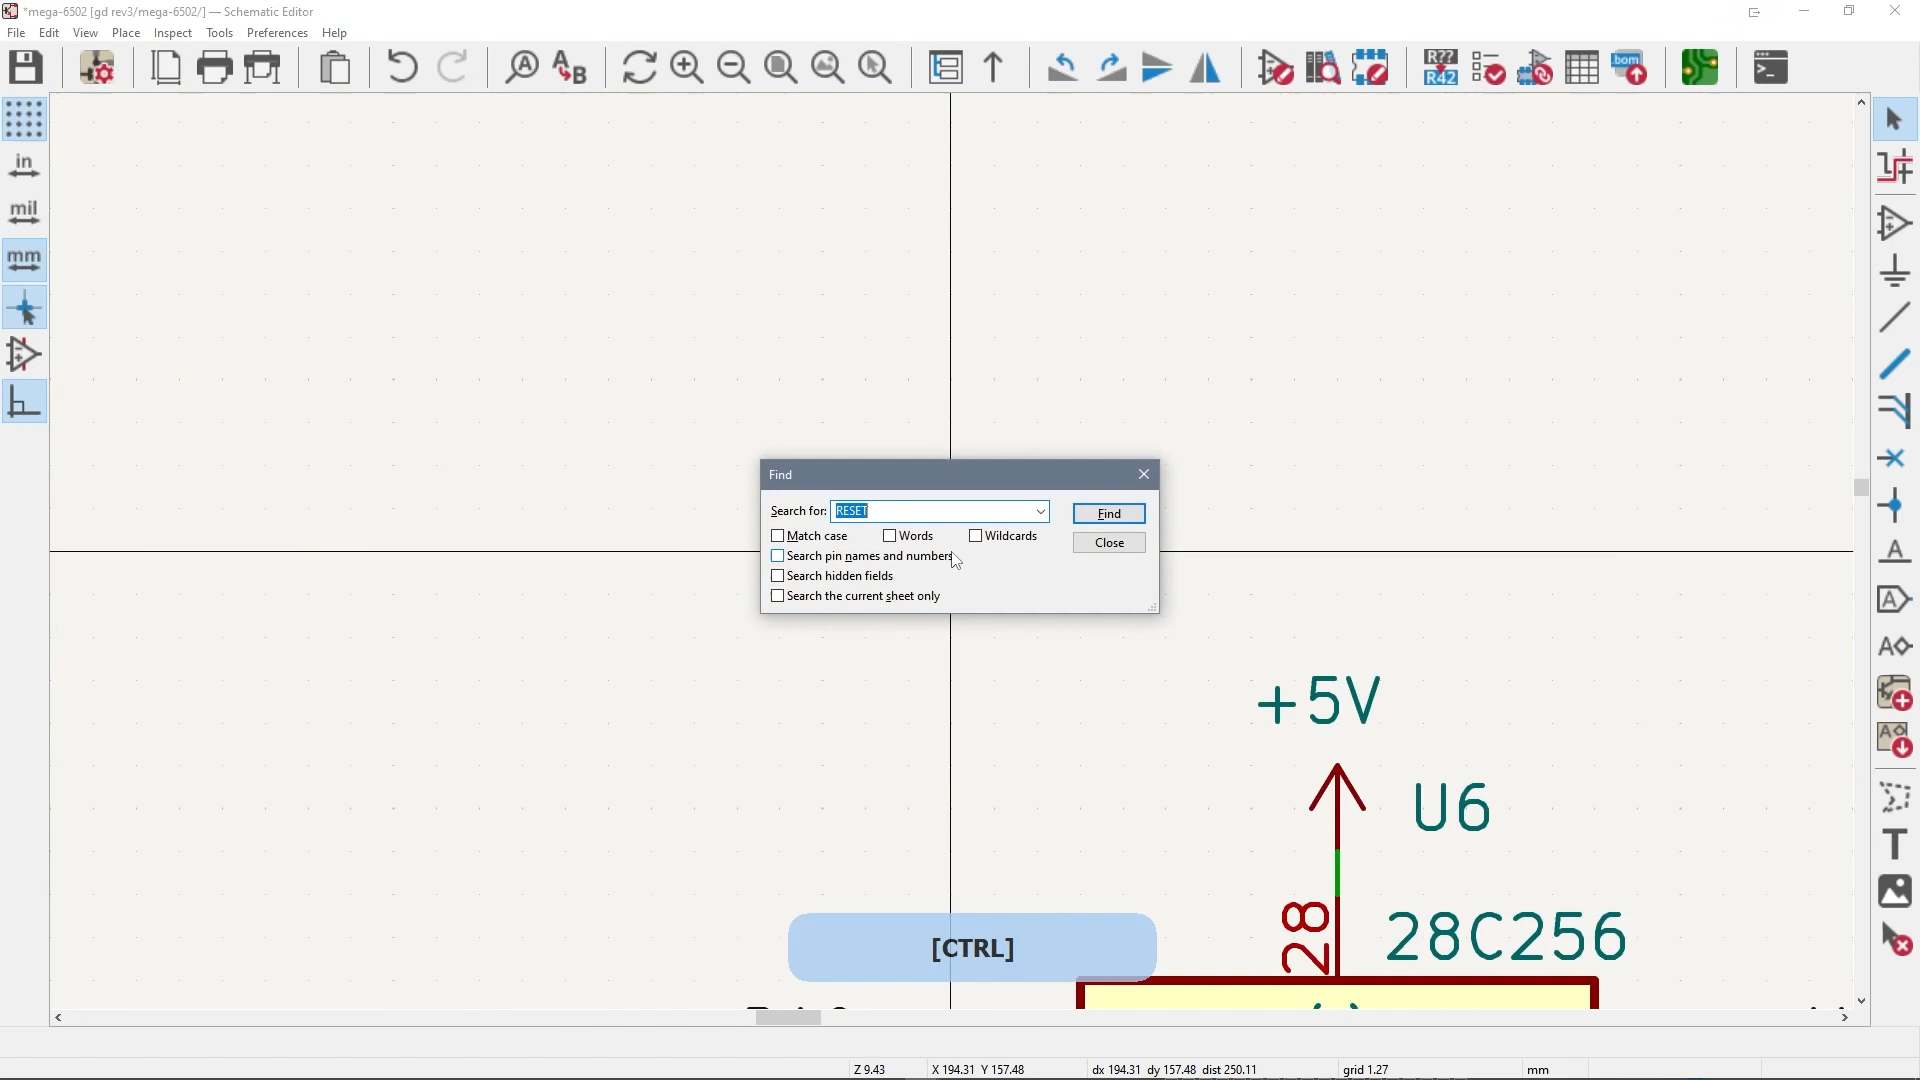 *mega-6502 [gd rev3/mega-6502/] — Schematic Editor
File Edit View Place Inspect Tools Preferences Help
A
A
B
R??
R42
bom
in
mil
mm
A
A
A
A
T
Find
Search for: RESET
Find
Match case Words Wildcards
Close
Search pin names and numbers
Search hidden fields
Search the current sheet only
+5V
U6
28
28C256
[CTRL]
Z 9.43 X 194.31 Y 157.48 dx 194.31 dy 157.48 dist 250.11 grid 1.27 mm